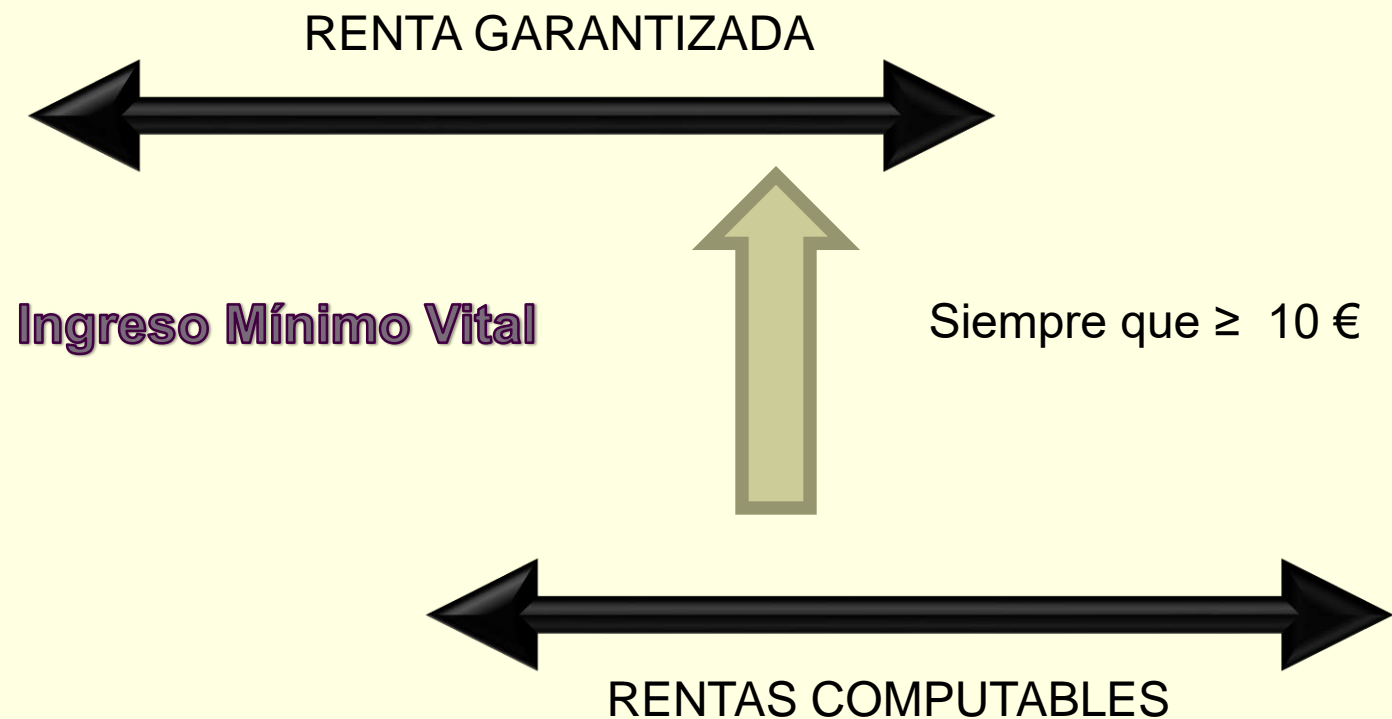 RENTA GARANTIZADA
Ingreso Mínimo Vital
Siempre que ≥ 10 €
RENTAS COMPUTABLES